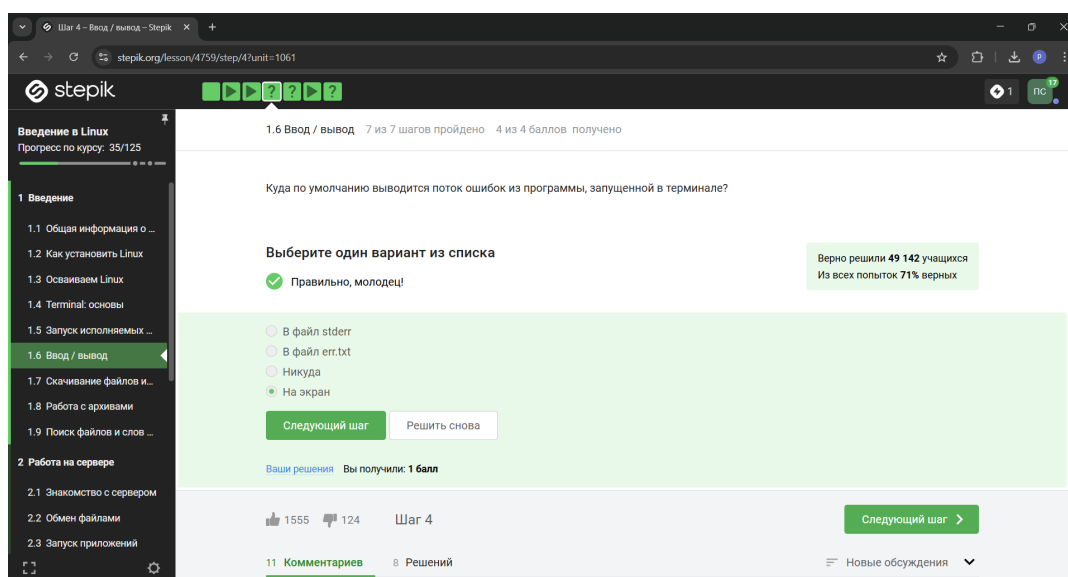 Шаг 4 – Ввод / вывод – Stepik
stepik.org/lesson/4759/step/4?unit=1061
P
stepik
1
ПС
17
Введение в Linux
Прогресс по курсу: 35/125
1 Введение
1.1 Общая информация о ...
1.2 Как установить Linux
1.3 Осваиваем Linux
1.4 Terminal: основы
1.5 Запуск исполняемых ...
1.6 Ввод / вывод
1.7 Скачивание файлов и...
1.8 Работа с архивами
1.9 Поиск файлов и слов ...
2 Работа на сервере
2.1 Знакомство с сервером
2.2 Обмен файлами
2.3 Запуск приложений
1.6 Ввод / вывод 7 из 7 шагов пройдено 4 из 4 баллов получено
Куда по умолчанию выводится поток ошибок из программы, запущенной в терминале?
Выберите один вариант из списка
Правильно, молодец!
Верно решили 49 142 учащихся
Из всех попыток 71% верных
В файл stderr
В файл err.txt
Никуда
На экран
Следующий шаг Решить снова
Ваши решения Вы получили: 1 балл
1555 124 Шаг 4 Следующий шаг
11 Комментариев 8 Решений Новые обсуждения